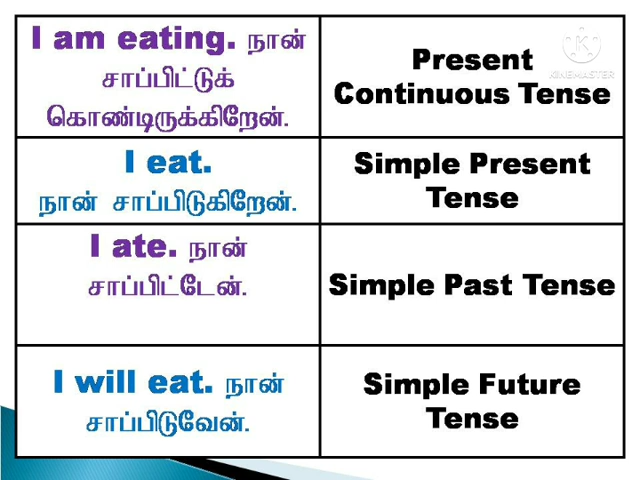 I am eating. நான்
சாப்பிட்டுக்
கொண்டிருக்கிறேன்.
Present
Continuous Tense
KINEMASTER
I eat.
நான் சாப்பிடுகிறேன்.
Simple Present
Tense
I ate. நான்
சாப்பிட்டேன்.
Simple Past Tense
I will eat. நான்
சாப்பிடுவேன்.
Simple Future
Tense